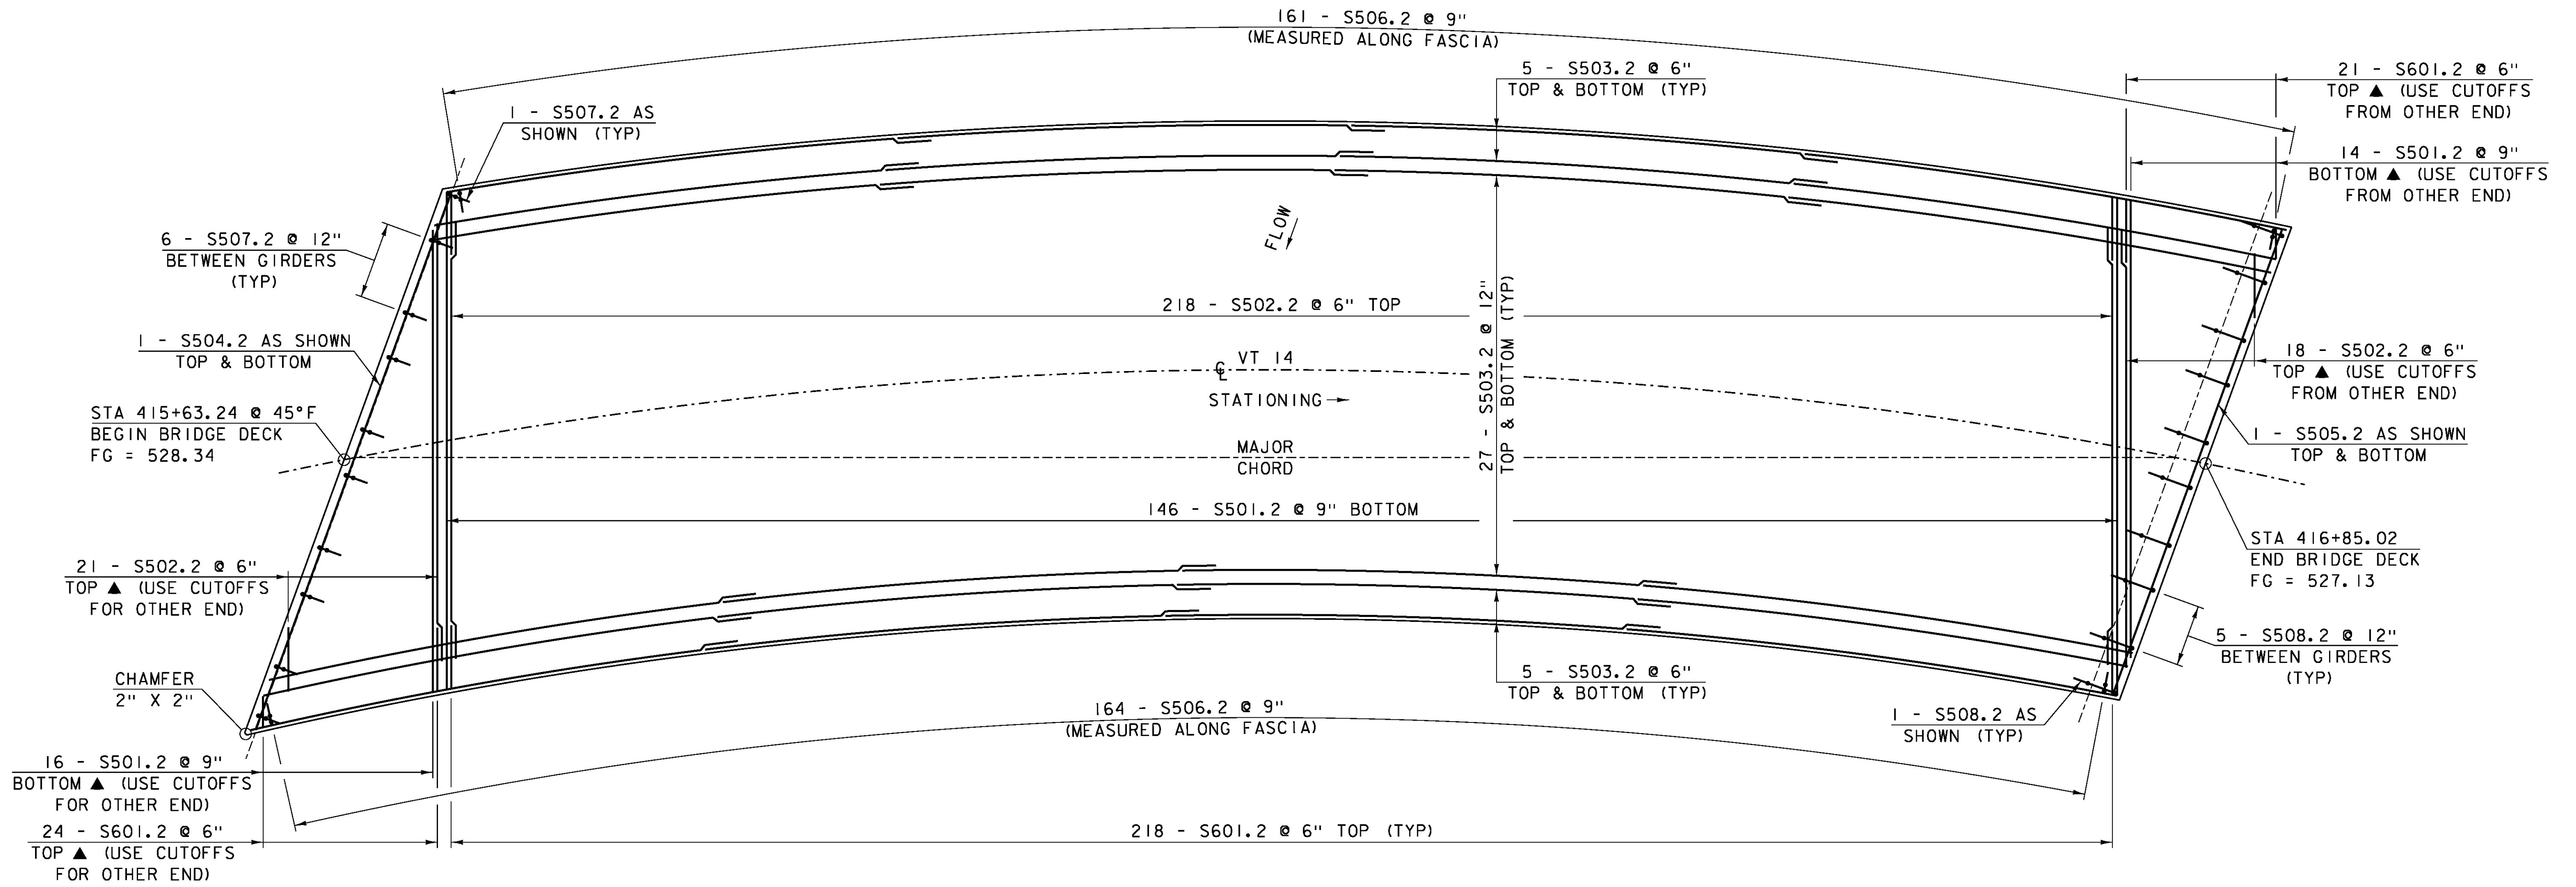 161 - S506.2 @ 9"
(MEASURED ALONG FASCIA)
5 - S503.2 @ 6"
TOP & BOTTOM (TYP)
21 - S601.2 @ 6"
TOP ▲ (USE CUTOFFS
FROM OTHER END)
1 - S507.2 AS
SHOWN (TYP)
14 - S501.2 @ 9"
BOTTOM ▲ (USE CUTOFFS
FROM OTHER END)
6 - S507.2 @ 12"
BETWEEN GIRDERS
(TYP)
FLOW
218 - S502.2 @ 6" TOP
27 - S503.2 @ 12"
TOP & BOTTOM (TYP)
1 - S504.2 AS SHOWN
TOP & BOTTOM
℄ VT 14
STATIONING
18 - S502.2 @ 6"
TOP ▲ (USE CUTOFFS
FROM OTHER END)
STA 415+63.24 @ 45°F
BEGIN BRIDGE DECK
FG = 528.34
MAJOR
CHORD
1 - S505.2 AS SHOWN
TOP & BOTTOM
146 - S501.2 @ 9" BOTTOM
STA 416+85.02
END BRIDGE DECK
FG = 527.13
21 - S502.2 @ 6"
TOP ▲ (USE CUTOFFS
FOR OTHER END)
5 - S508.2 @ 12"
BETWEEN GIRDERS
(TYP)
CHAMFER
2" X 2"
5 - S503.2 @ 6"
TOP & BOTTOM (TYP)
164 - S506.2 @ 9"
(MEASURED ALONG FASCIA)
1 - S508.2 AS
SHOWN (TYP)
16 - S501.2 @ 9"
BOTTOM ▲ (USE CUTOFFS
FOR OTHER END)
24 - S601.2 @ 6"
TOP ▲ (USE CUTOFFS
FOR OTHER END)
218 - S601.2 @ 6" TOP (TYP)